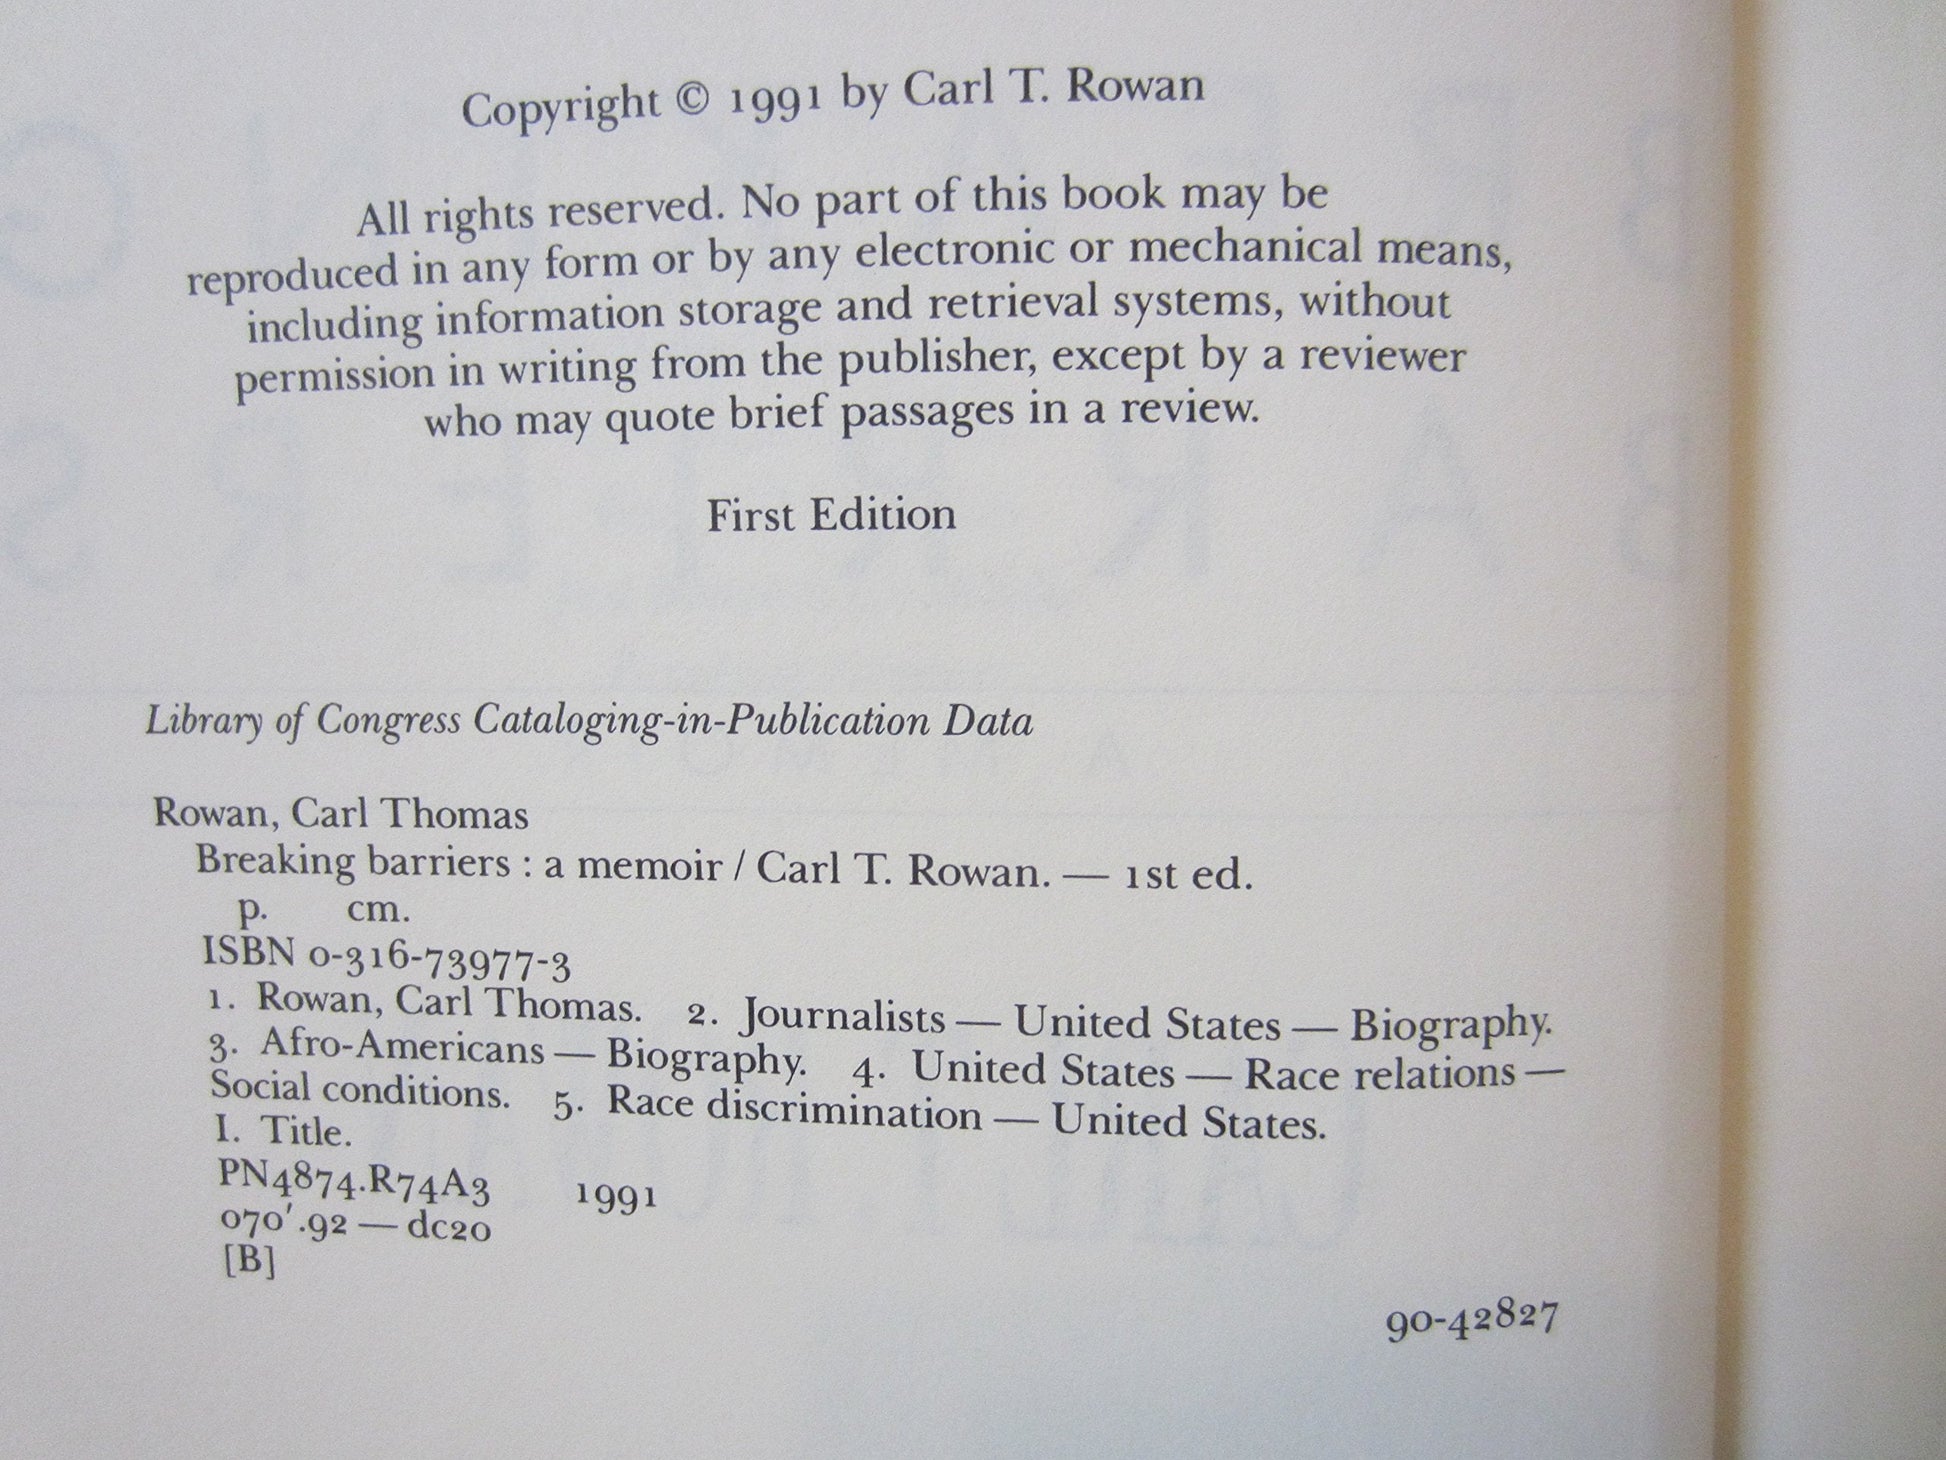 Copyright © 1991 by Carl T. Rowan
All rights reserved. No part of this book may be
reproduced in any form or by any electronic or mechanical means,
including information storage and retrieval systems, without
permission in writing from the publisher, except by a reviewer
who may quote brief passages in a review.
First Edition
Library of Congress Cataloging-in-Publication Data
Rowan, Carl Thomas
Breaking barriers : a memoir / Carl T. Rowan. — 1st ed.
p. cm.
ISBN 0-316-73977-3
1. Rowan, Carl Thomas. 2. Journalists — United States — Biography.
3. Afro-Americans — Biography. 4. United States — Race relations —
Social conditions. 5. Race discrimination — United States.
I. Title.
PN4874.R74A3 1991
070′.92 — dc20
[B]
90-42827